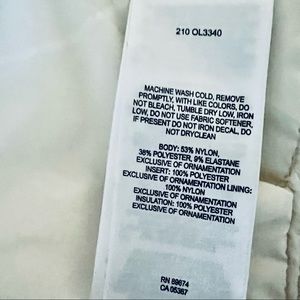 210 OL3340
MACHINE WASH COLD, REMOVE
PROMPTLY, WITH LIKE COLORS, DO
NOT BLEACH, TUMBLE DRY LOW, IRON
LOW, DO NOT USE FABRIC SOFTENER,
IF PRESENT DO NOT IRON DECAL, DO
NOT DRYCLEAN
BODY: 53% NYLON,
38% POLYESTER, 9% ELASTANE
EXCLUSIVE OF ORNAMENTATION
INSERT: 100% POLYESTER
EXCLUSIVE OF ORNAMENTATION LINING:
100% NYLON
EXCLUSIVE OF ORNAMENTATION
INSULATION: 100% POLYESTER
EXCLUSIVE OF ORNAMENTATION
RN 89674
CA 05367